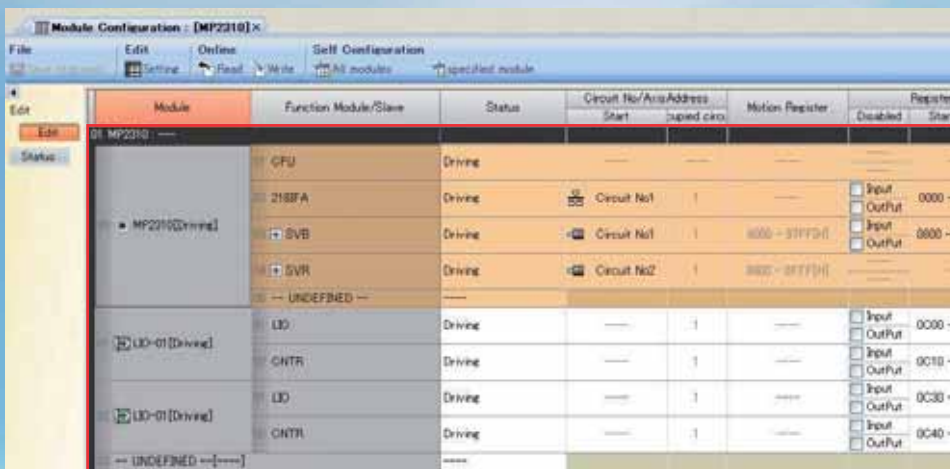 Module Configuration : [MP2310] ×
File Edit Online Self Configuration
Setting Read Write All modules specified module
Edit
Edit
Status
Module Function Module/Slave Status Circuit No/AxisAddress Motion Register Register
Start Disabled
01 MP2310 : ----
MP2310[Driving]
CPU Driving ---- ---- ----
218IFA Driving Circuit No1 1 ---- Input OutPut 0000 -
+ SVB Driving Circuit No1 1 Input OutPut 0800 -
+ SVR Driving Circuit No2 1
-- UNDEFINED -- ----
LIO-01[Driving]
LIO Driving ---- 1 ---- Input OutPut 0C00 -
CNTR Driving ---- 1 ---- Input OutPut 0C10 -
LIO-01[Driving]
LIO Driving ---- 1 ---- Input OutPut 0C30 -
CNTR Driving ---- 1 ---- Input OutPut 0C40 -
-- UNDEFINED --[----] ----